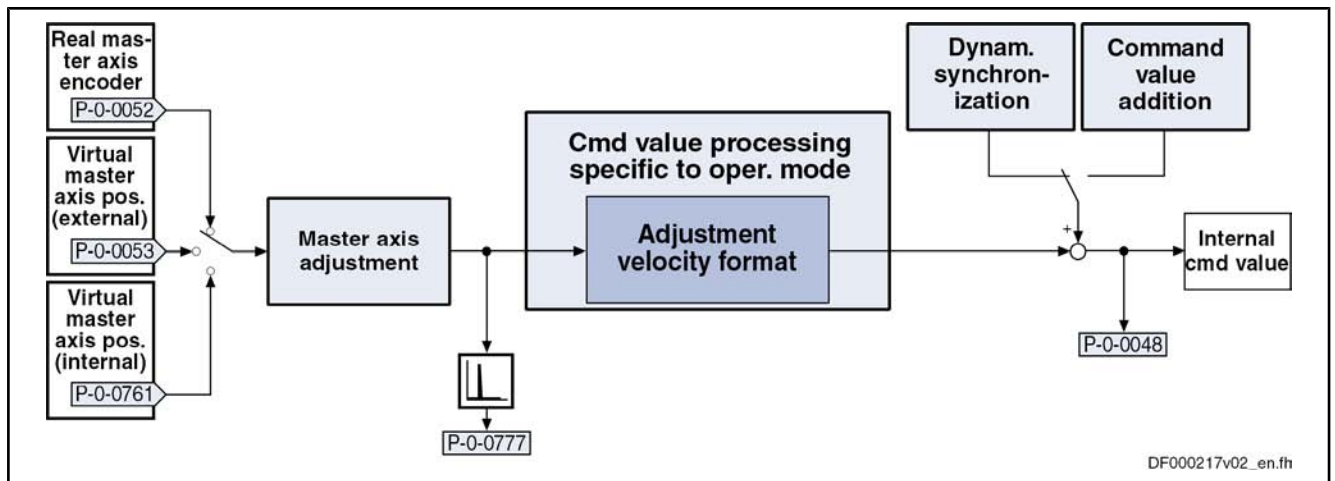 Real mas-
ter axis
encoder
P-0-0052
Virtual
master
axis pos.
(external)
P-0-0053
Virtual
master
axis pos.
(internal)
P-0-0761
Master axis
adjustment
P-0-0777
Cmd value processing
specific to oper. mode
Adjustment
velocity format
Dynam.
synchron-
ization
Command
value
addition
+
P-0-0048
Internal
cmd value
DF000217v02_en.fh